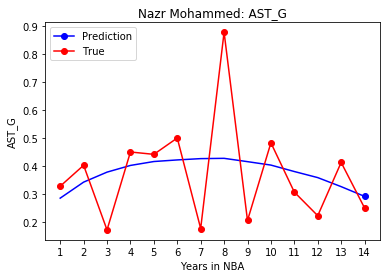 Nazr Mohammed: AST_G
Prediction
True
AST_G
0.9
0.8
0.7
0.6
0.5
0.4
0.3
0.2
1 2 3 4 5 6 7 8 9 10 11 12 13 14
Years in NBA